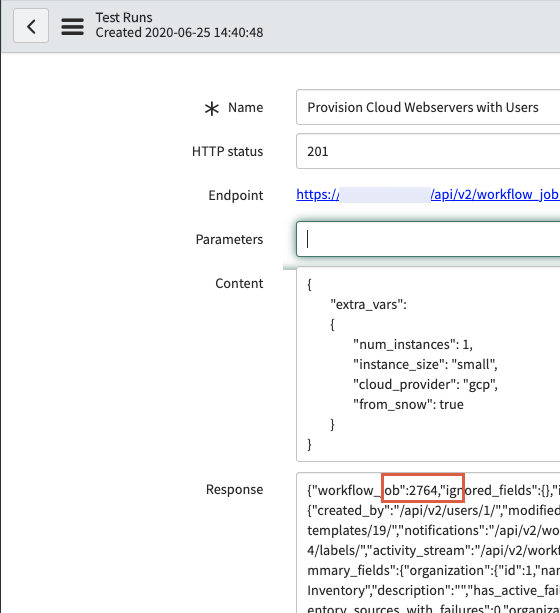 Test Runs
Created 2020-06-25 14:40:48
Name
Provision Cloud Webservers with Users
HTTP status
201
Endpoint
https:// /api/v2/workflow_job
Parameters
Content
{
"extra_vars":
{
"num_instances": 1,
"instance_size": "small",
"cloud_provider": "gcp",
"from_snow": true
}
}
Response
{"workflow_job":2764,"ignored_fields":{},"i
{"created_by":"/api/v2/users/1/","modified
templates/19/","notifications":"/api/v2/wo
4/labels/","activity_stream":"/api/v2/workf
mmary_fields":{"organization":{"id":1,"nam
Inventory","description":"","has_active_fail
entory_sources_with_failures":0,"organiza